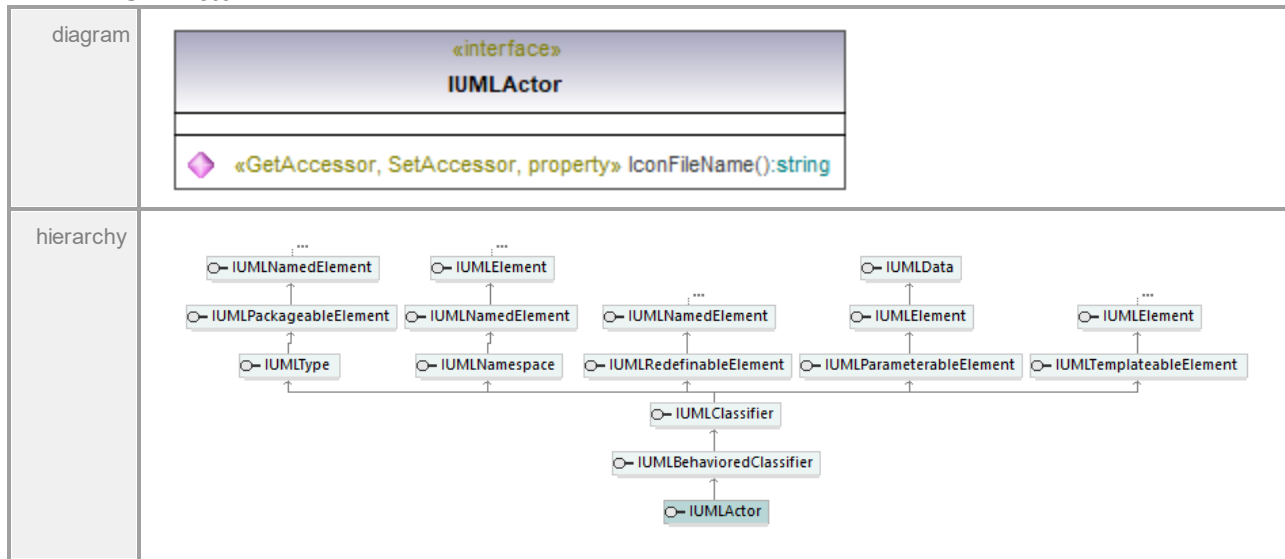 diagram
«interface»
IUMLActor
«GetAccessor, SetAccessor, property» IconFileName():string
hierarchy
... ...
IUMLNamedElement IUMLElement IUMLData
... ...
IUMLPackageableElement IUMLNamedElement IUMLNamedElement IUMLElement IUMLElement
IUMLType IUMLNamespace IUMLRedefinableElement IUMLParameterableElement IUMLTemplateableElement
IUMLClassifier
IUMLBehavioredClassifier
IUMLActor